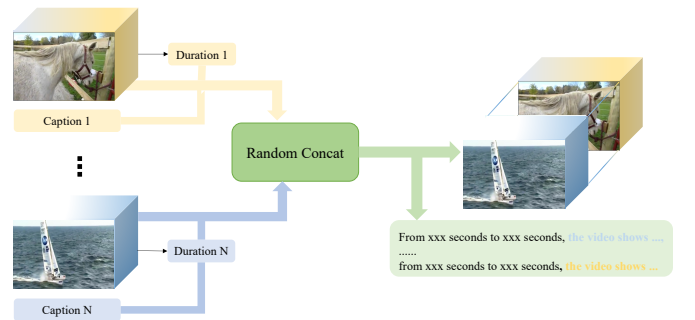 Duration 1
Caption 1
Random Concat
Duration N
Caption N
From xxx seconds to xxx seconds, the video shows ....
......
from xxx seconds to xxx seconds, the video shows ...